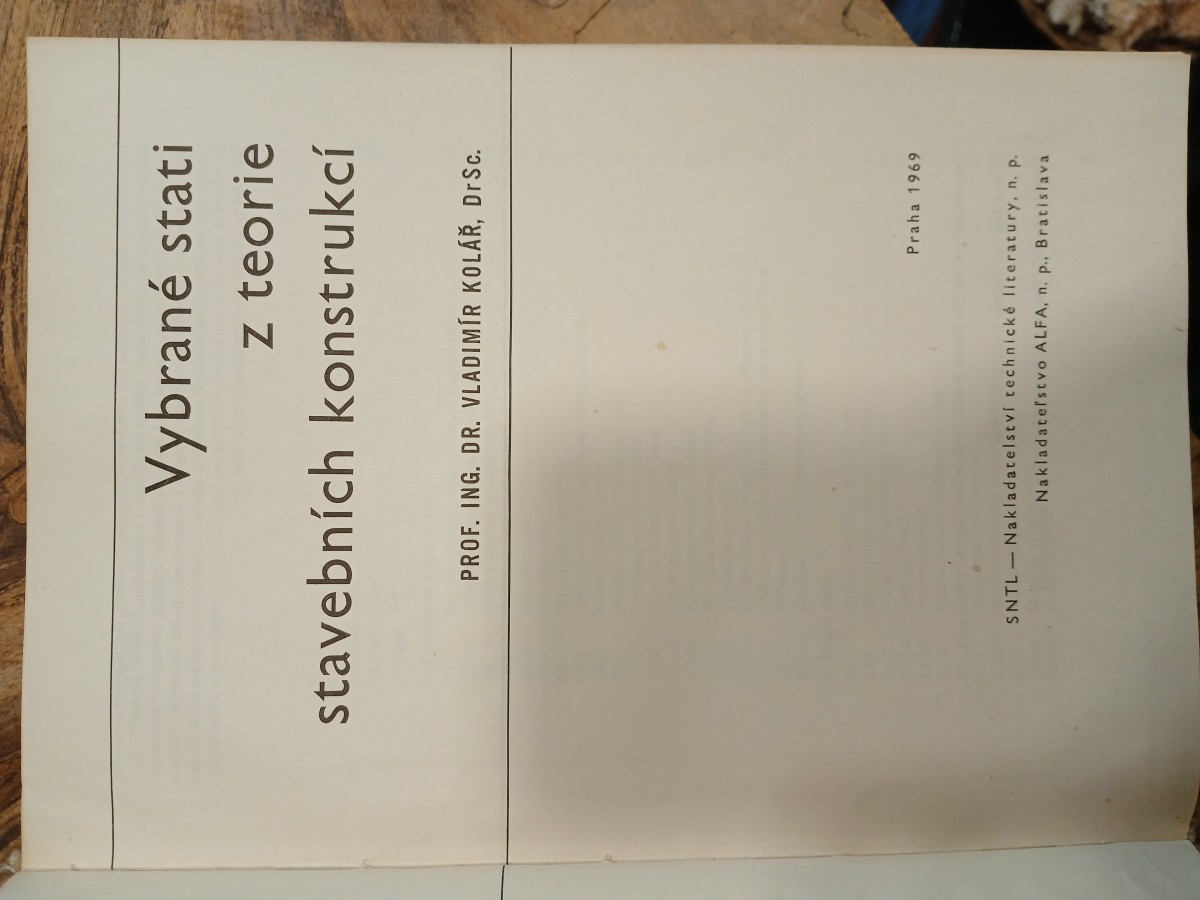 Vybrané stati
z teorie
stavebních konstrukcí
PROF. ING. DR. VLADIMÍR KOLÁŘ, DrSc.
Praha 1969
SNTL — Nakladatelství technické literatury, n. p.
Nakladateľstvo ALFA, n. p., Bratislava